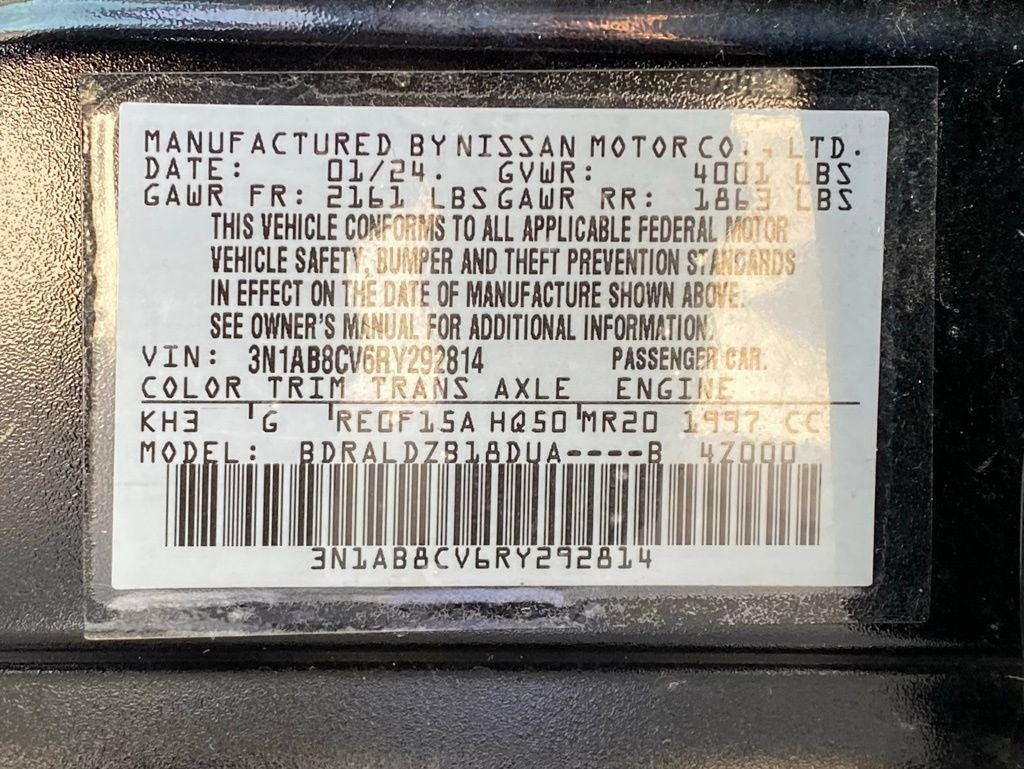 MANUFACTURED BY NISSAN MOTOR CO., LTD.
DATE: 01/24. GVWR: 4001 LBS
GAWR FR: 2161 LBS GAWR RR: 1863 LBS
THIS VEHICLE CONFORMS TO ALL APPLICABLE FEDERAL MOTOR
VEHICLE SAFETY, BUMPER AND THEFT PREVENTION STANDARDS
IN EFFECT ON THE DATE OF MANUFACTURE SHOWN ABOVE.
SEE OWNER'S MANUAL FOR ADDITIONAL INFORMATION.
VIN: 3N1AB8CV6RY292814 PASSENGER CAR.
COLOR TRIM TRANS AXLE ENGINE
KH3 G RE0F15A HQ50 MR20 1997 CC
MODEL: BDRALDZB18DUA----B 4Z000
3N1AB8CV6RY292814